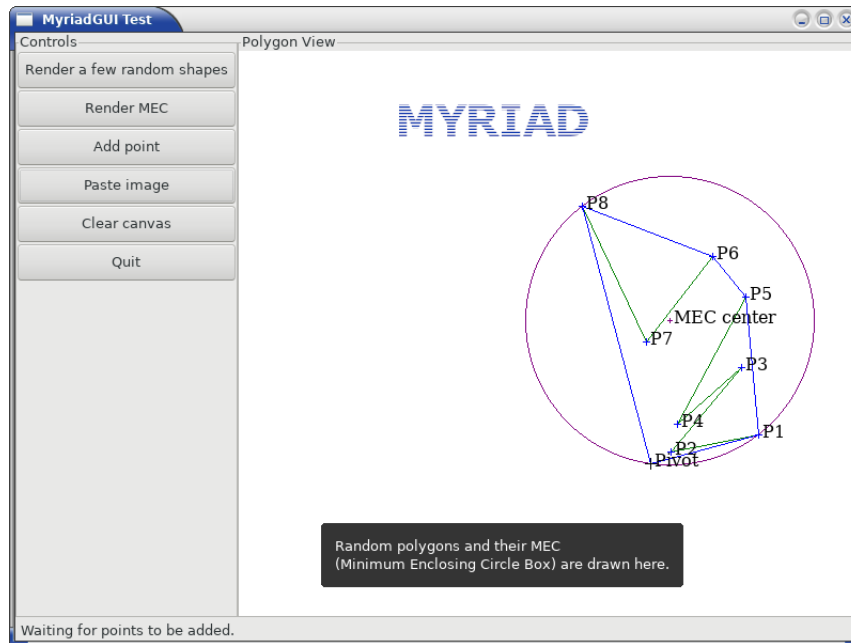 MyriadGUI Test
Controls
Polygon View
Render a few random shapes
Render MEC
Add point
Paste image
Clear canvas
Quit
MYRIAD
P8
P6
P5
MEC center
P7
P3
P4
P1
P2
Pivot
Random polygons and their MEC
(Minimum Enclosing Circle Box) are drawn here.
Waiting for points to be added.